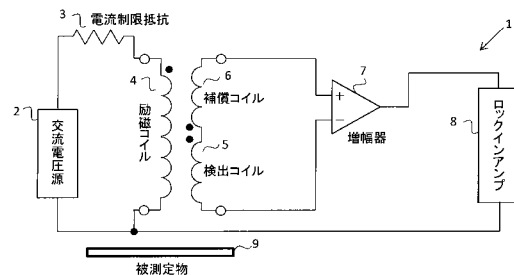 3 電流制限抵抗
1
4
励磁コイル
6
補償コイル
7
+
−
増幅器
2
交流電圧源
5
検出コイル
8
ロックインアンプ
9
被測定物